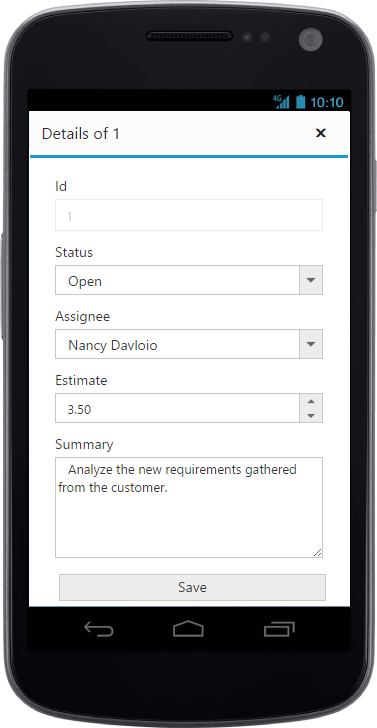 4G 10:10
Details of 1
Id
1
Status
Open
Assignee
Nancy Davloio
Estimate
3.50
Summary
Analyze the new requirements gathered
from the customer.
Save